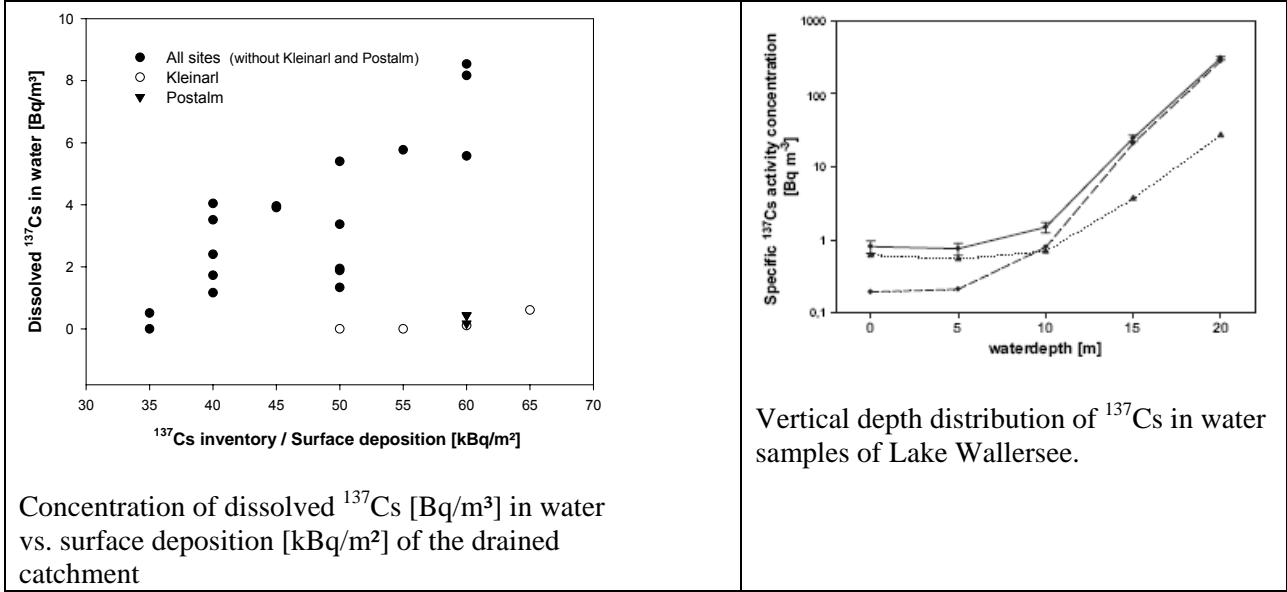 10
8
6
4
2
0
Dissolved ¹³⁷Cs in water [Bq/m³]
All sites (without Kleinarl and Postalm)
Kleinarl
Postalm
30 35 40 45 50 55 60 65 70
¹³⁷Cs inventory / Surface deposition [kBq/m²]
Concentration of dissolved ¹³⁷Cs [Bq/m³] in water
vs. surface deposition [kBq/m²] of the drained
catchment
1000
100
10
1
0,1
Specific ¹³⁷Cs activity concentration
[Bq m⁻³]
0 5 10 15 20
waterdepth [m]
Vertical depth distribution of ¹³⁷Cs in water
samples of Lake Wallersee.